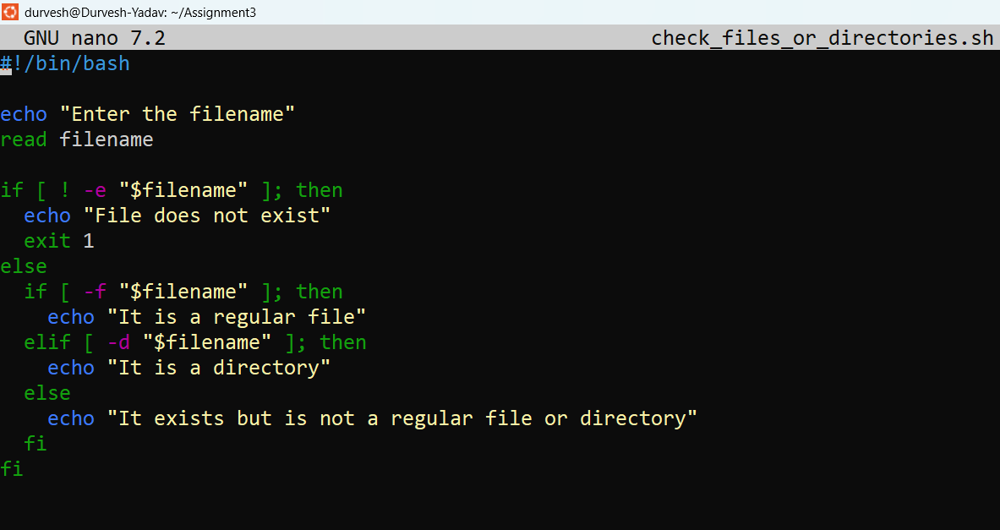 durvesh@Durvesh-Yadav: ~/Assignment3
GNU nano 7.2 check_files_or_directories.sh
#!/bin/bash
echo "Enter the filename"
read filename
if [ ! -e "$filename" ]; then
  echo "File does not exist"
  exit 1
else
  if [ -f "$filename" ]; then
    echo "It is a regular file"
  elif [ -d "$filename" ]; then
    echo "It is a directory"
  else
    echo "It exists but is not a regular file or directory"
  fi
fi